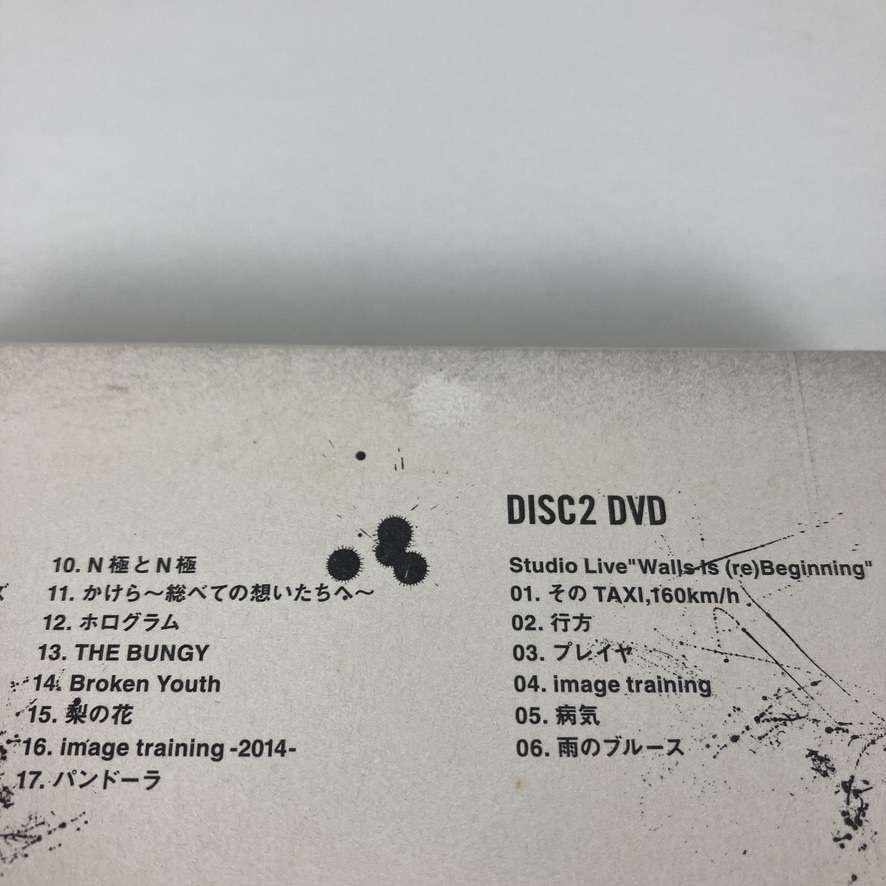 10. N極とN極
ズ
11. かけら〜総べての想いたちへ〜
12. ホログラム
13. THE BUNGY
14. Broken Youth
15. 梨の花
16. image training -2014-
17. パンドーラ
DISC2 DVD
Studio Live"Walls Is (re)Beginning"
01. その TAXI,160km/h
02. 行方
03. プレイヤ
04. image training
05. 病気
06. 雨のブルース